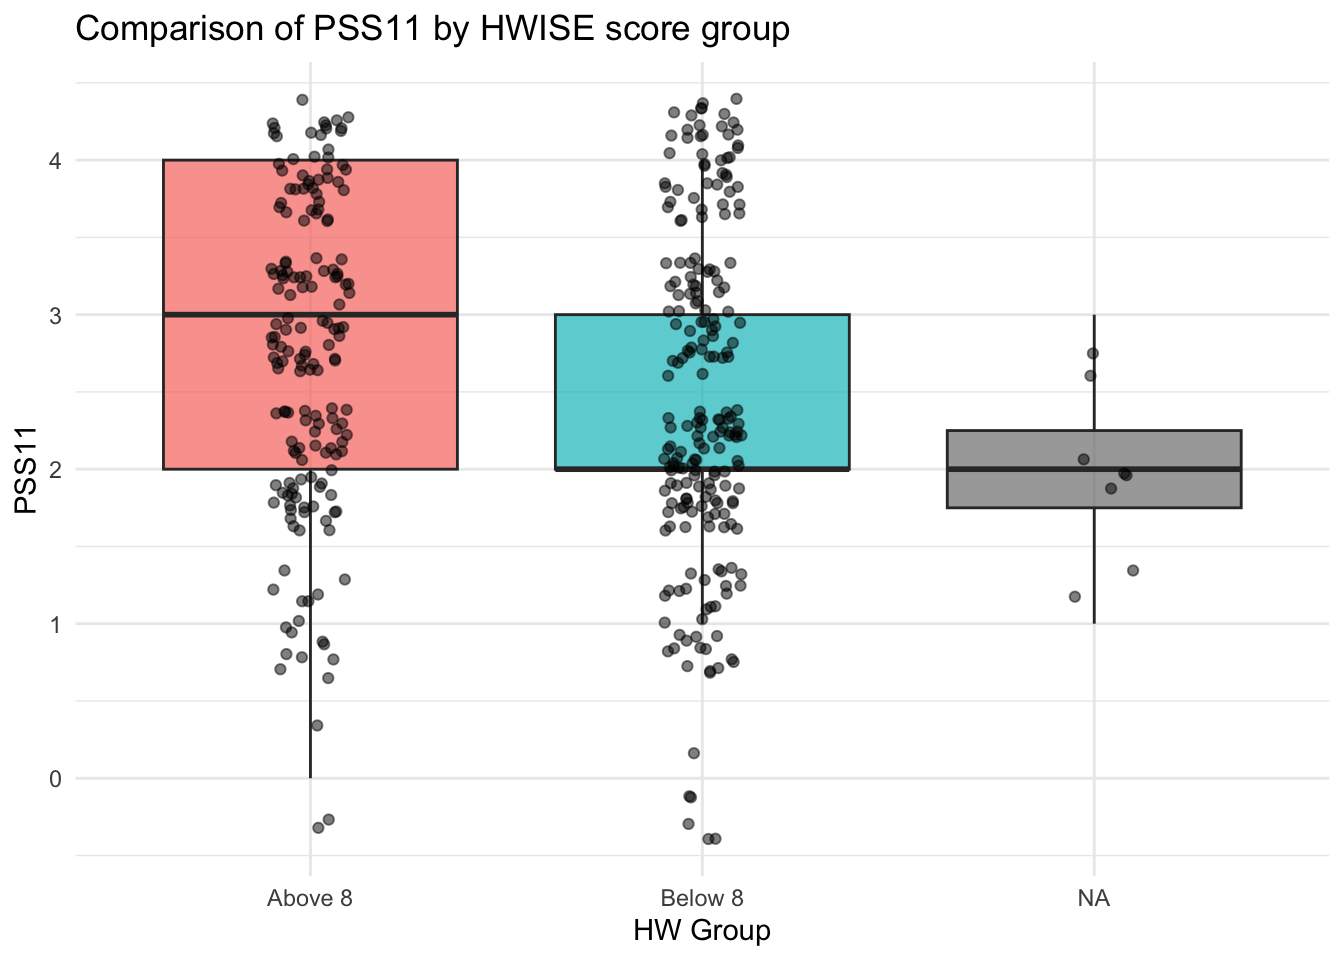 Comparison of PSS11 by HWISE score group
4
3
2
1
0
PSS11
Above 8
Below 8
NA
HW Group